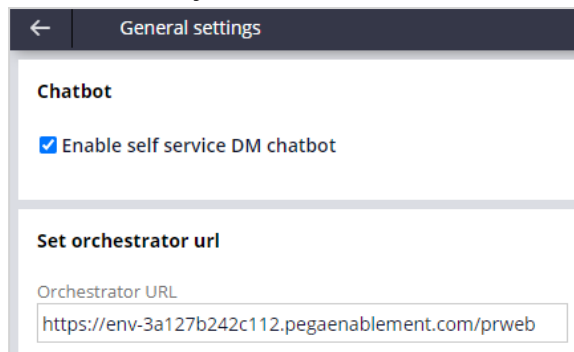 General settings
Chatbot
Enable self service DM chatbot
Set orchestrator url
Orchestrator URL
https://env-3a127b242c112.pegaenablement.com/prweb